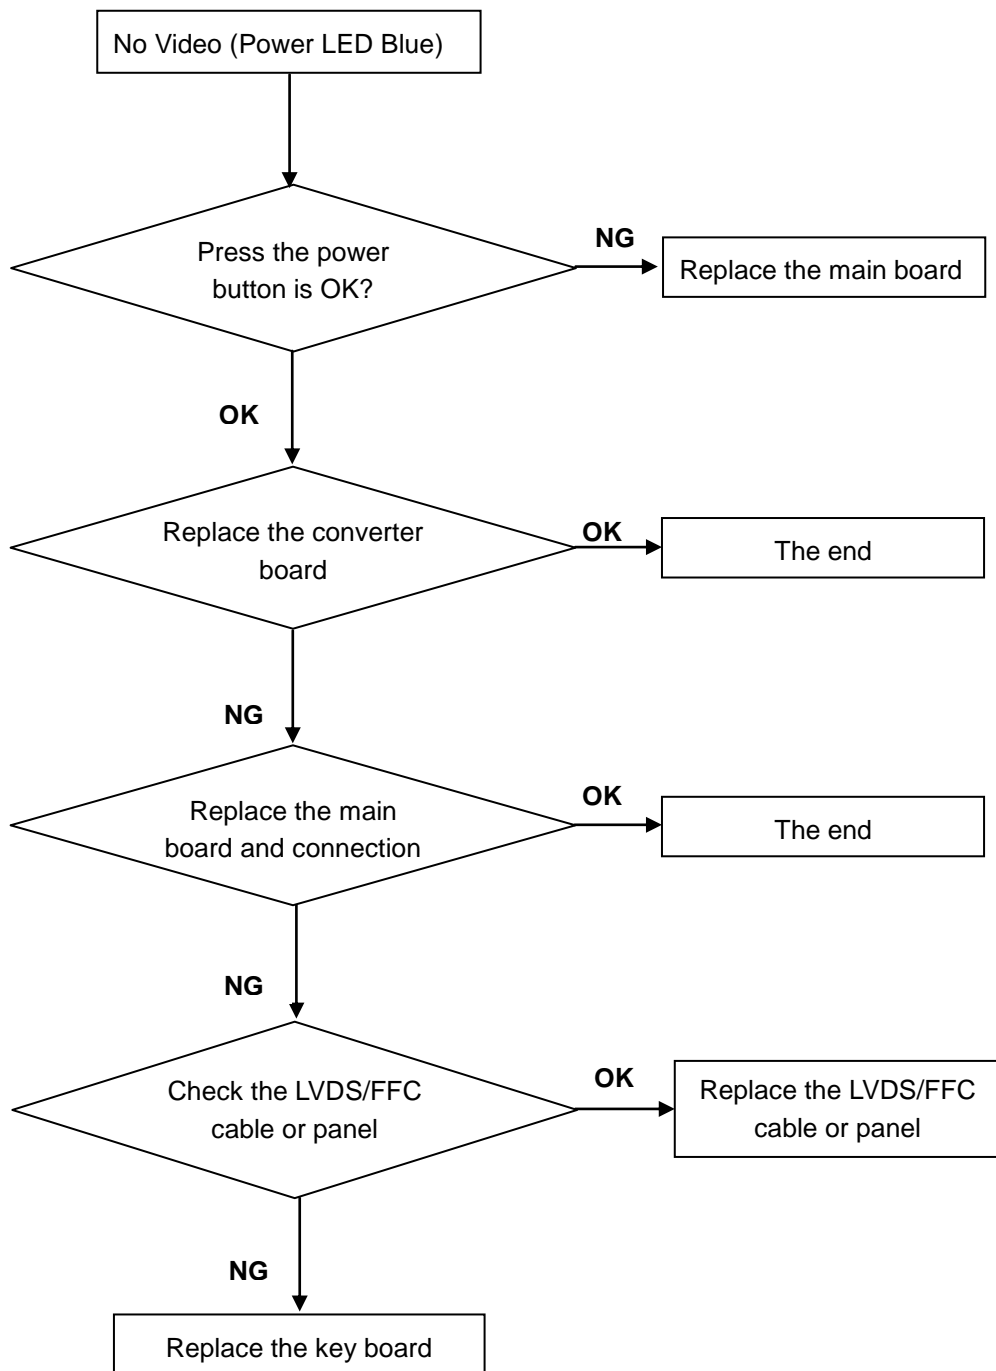 No Video (Power LED Blue)
Press the power
button is OK?
NG
Replace the main board
OK
Replace the converter
board
OK
The end
NG
Replace the main
board and connection
OK
The end
NG
Check the LVDS/FFC
cable or panel
OK
Replace the LVDS/FFC
cable or panel
NG
Replace the key board